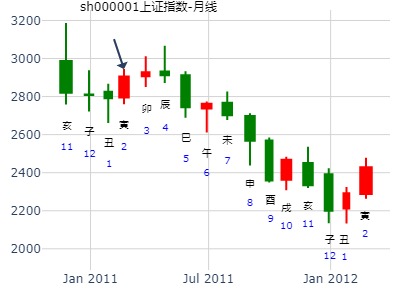 sh000001上证指数-月线
3200
3000
2800
2600
2400
2200
2000
亥
11
子
12
丑
1
寅
2
卯
3
辰
4
巳
5
午
6
未
7
申
8
酉
9
戌
10
亥
11
子
12
丑
1
寅
2
Jan 2011
Jul 2011
Jan 2012